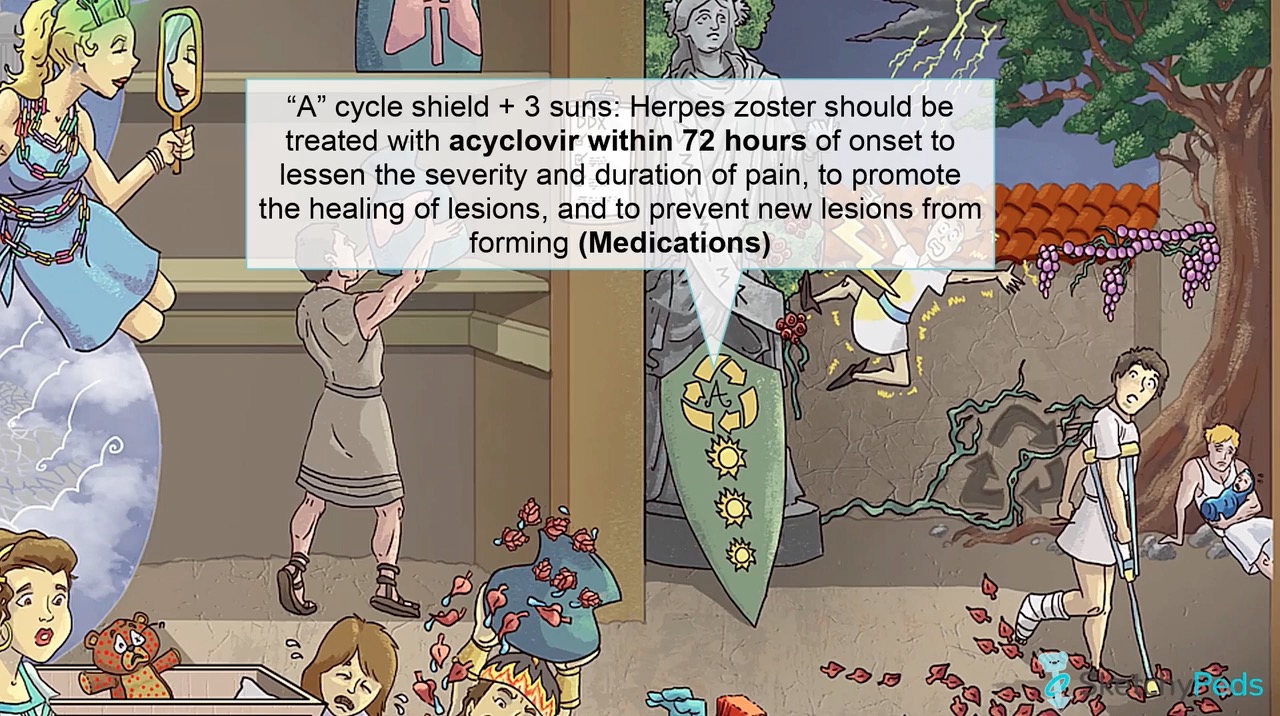 “A” cycle shield + 3 suns: Herpes zoster should be
treated with acyclovir within 72 hours of onset to
lessen the severity and duration of pain, to promote
the healing of lesions, and to prevent new lesions from
forming (Medications)
DDX
A
SketchyPeds